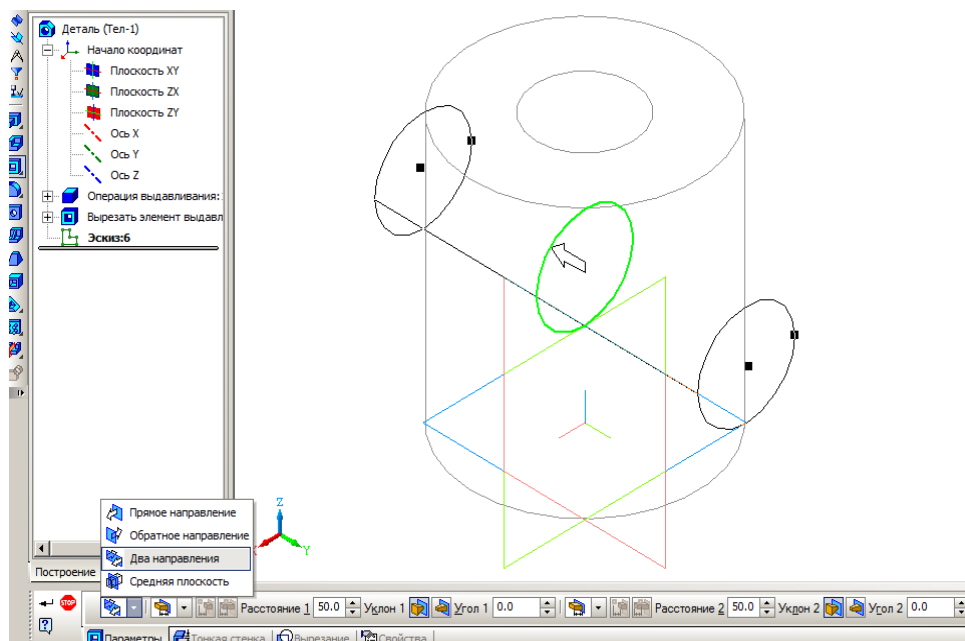 Деталь (Тел-1)
Начало координат
Плоскость XY
Плоскость ZX
Плоскость ZY
Ось X
Ось Y
Ось Z
Операция выдавливания:
Вырезать элемент выдавл
Эскиз:6
Z
Y
Прямое направление
Обратное направление
Два направления
Средняя плоскость
Построение
STOP Расстояние 1 50.0 Уклон 1 Угол 1 0.0 Расстояние 2 50.0 Уклон 2 Угол 2 0.0
Параметры Тонкая стенка Вырезание Свойства